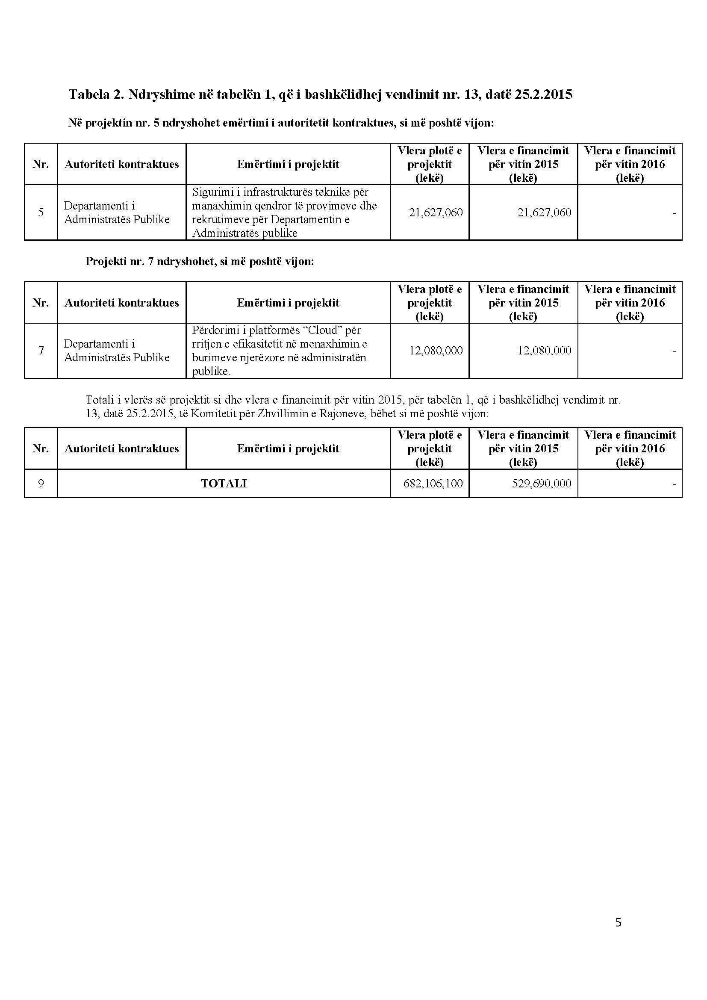 Tabela 2. Ndryshime në tabelën 1, që i bashkëlidhej vendimit nr. 13, datë 25.2.2015
Në projektin nr. 5 ndryshohet emërtimi i autoritetit kontraktues, si më poshtë vijon:
Nr. Autoriteti kontraktues Emërtimi i projektit Vlera plotë e projektit (lekë) Vlera e financimit për vitin 2015 (lekë) Vlera e financimit për vitin 2016 (lekë)
5 Departamenti i Administratës Publike Sigurimi i infrastrukturës teknike për manaxhimin qendror të provimeve dhe rekrutimeve për Departamentin e Administratës publike 21,627,060 21,627,060 -
Projekti nr. 7 ndryshohet, si më poshtë vijon:
Nr. Autoriteti kontraktues Emërtimi i projektit Vlera plotë e projektit (lekë) Vlera e financimit për vitin 2015 (lekë) Vlera e financimit për vitin 2016 (lekë)
7 Departamenti i Administratës Publike Përdorimi i platformës “Cloud” për rritjen e efikasitetit në menaxhimin e burimeve njerëzore në administratën publike. 12,080,000 12,080,000 -
Totali i vlerës së projektit si dhe vlera e financimit për vitin 2015, për tabelën 1, që i bashkëlidhej vendimit nr.
13, datë 25.2.2015, të Komitetit për Zhvillimin e Rajoneve, bëhet si më poshtë vijon:
Nr. Autoriteti kontraktues Emërtimi i projektit Vlera plotë e projektit (lekë) Vlera e financimit për vitin 2015 (lekë) Vlera e financimit për vitin 2016 (lekë)
9 TOTALI 682,106,100 529,690,000 -
5